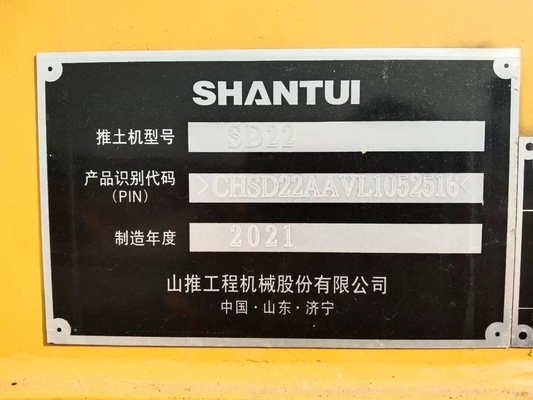 SHANTUI
推土机型号 SD22
产品识别代码 >CHSD22AAVL1052516<
(PIN)
制造年度 2021
山推工程机械股份有限公司
中国·山东·济宁